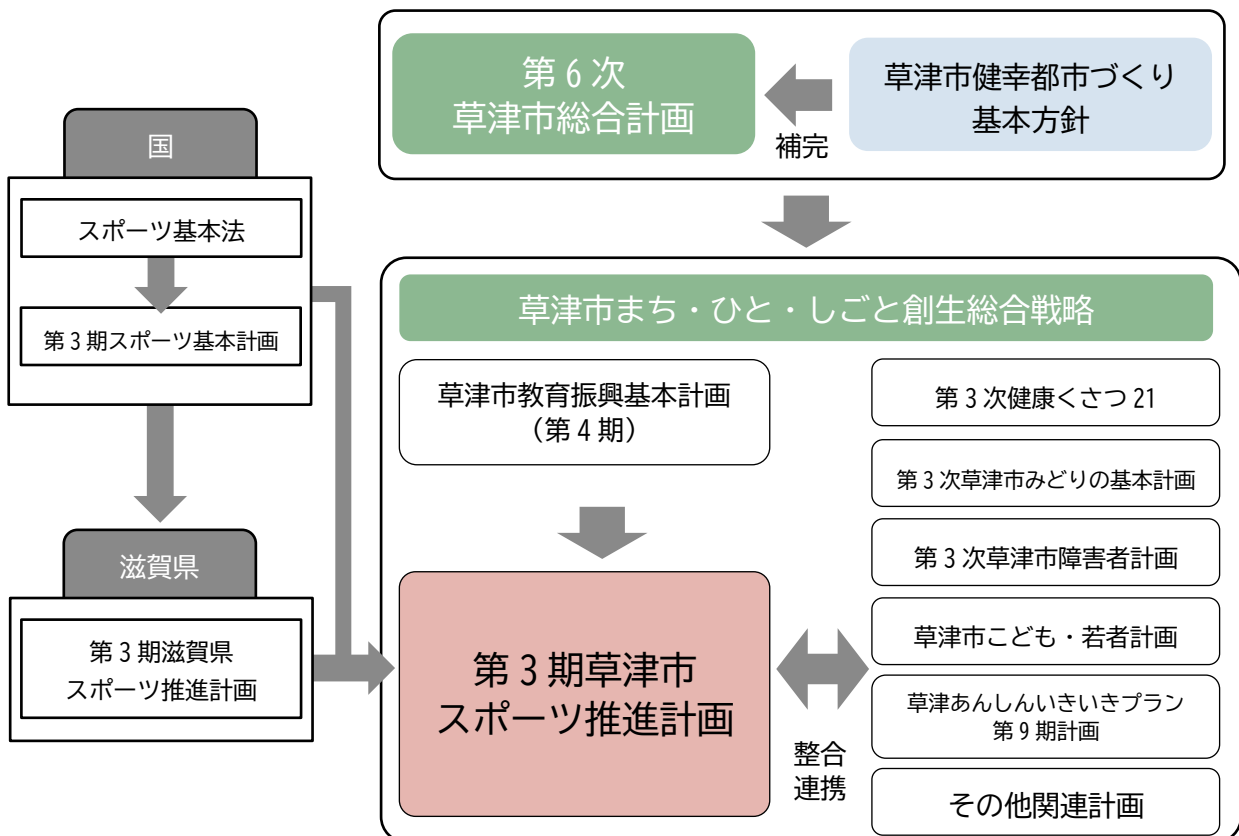 第6次
草津市総合計画
補完
草津市健幸都市づくり
基本方針
国
スポーツ基本法
第3期スポーツ基本計画
滋賀県
第3期滋賀県
スポーツ推進計画
草津市まち・ひと・しごと創生総合戦略
草津市教育振興基本計画
(第4期)
第3期草津市
スポーツ推進計画
整合
連携
第3次健康くさつ21
第3次草津市みどりの基本計画
第3次草津市障害者計画
草津市こども・若者計画
草津あんしんいきいきプラン
第9期計画
その他関連計画